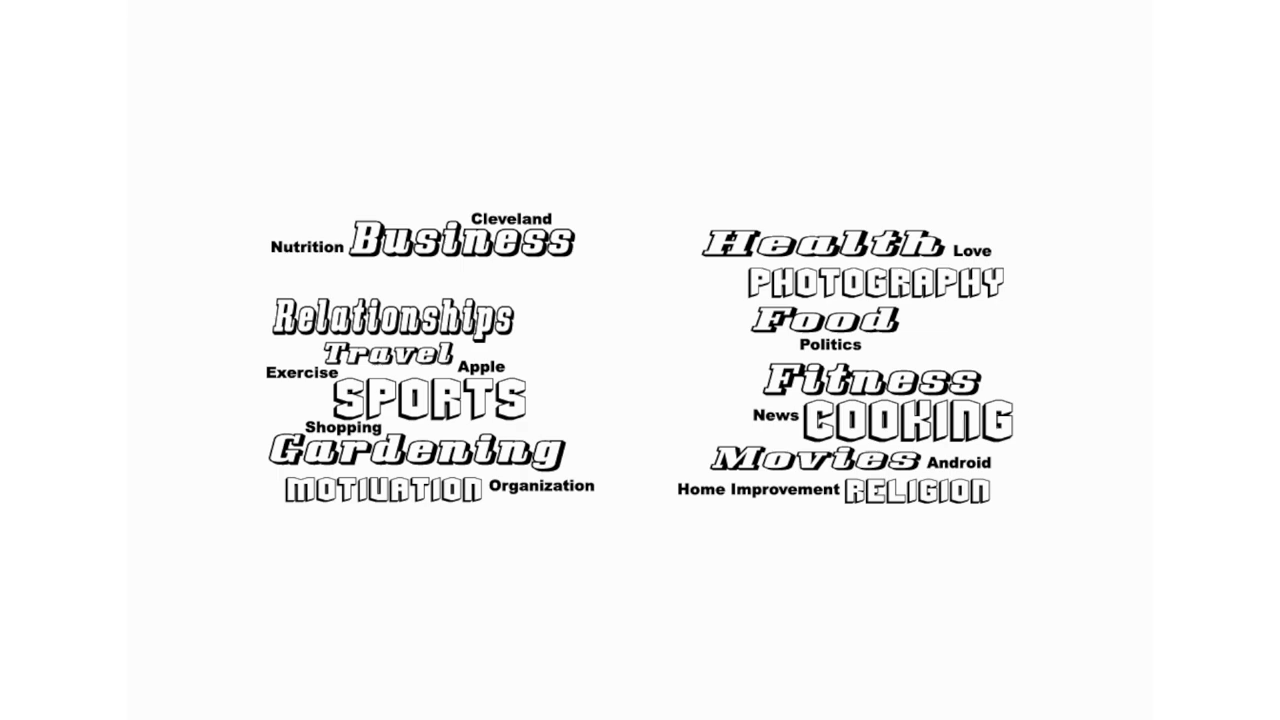 Cleveland
Nutrition Business
Relationships
Travel
Exercise Apple
SPORTS
Shopping
Gardening
MOTIVATION Organization
Health Love
PHOTOGRAPHY
Food
Politics
Fitness
News COOKING
Movies Android
Home Improvement RELIGION